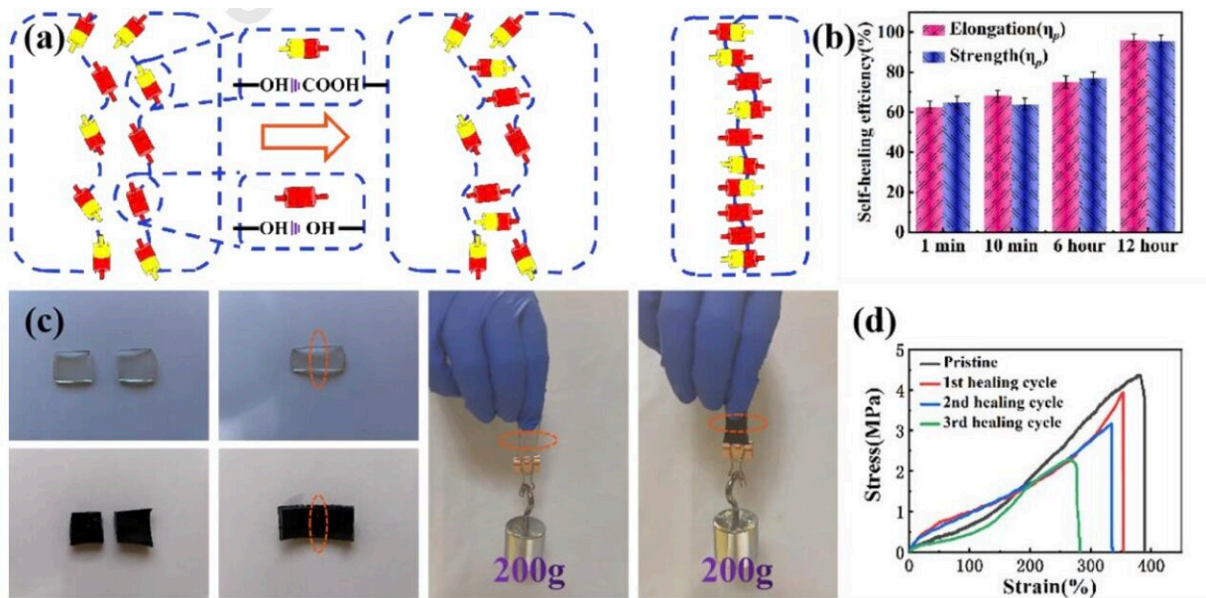 (a)
OH COOH
OH OH
(b)
Elongation(ηp)
Strength(ηp)
Self-healing effciency(%)
100
80
60
40
20
0
1 min 10 min 6 hour 12 hour
(c)
200g
200g
(d)
Pristine
1st healing cycle
2nd healing cycle
3rd healing cycle
Stress(MPa)
5
4
3
2
1
0
0 100 200 300 400
Strain(%)